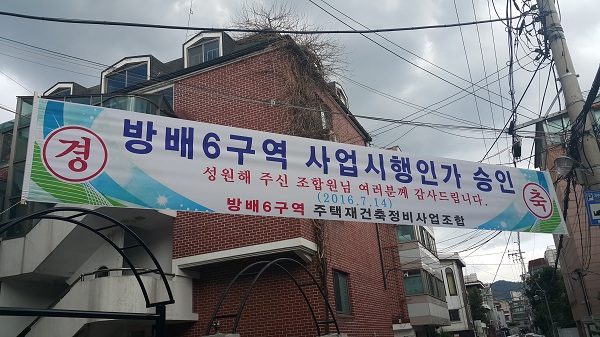 경
방배6구역 사업시행인가 승인
성원해 주신 조합원님 여러분께 감사드립니다.
(2016.7.14)
방배6구역 주택재건축정비사업조합
축